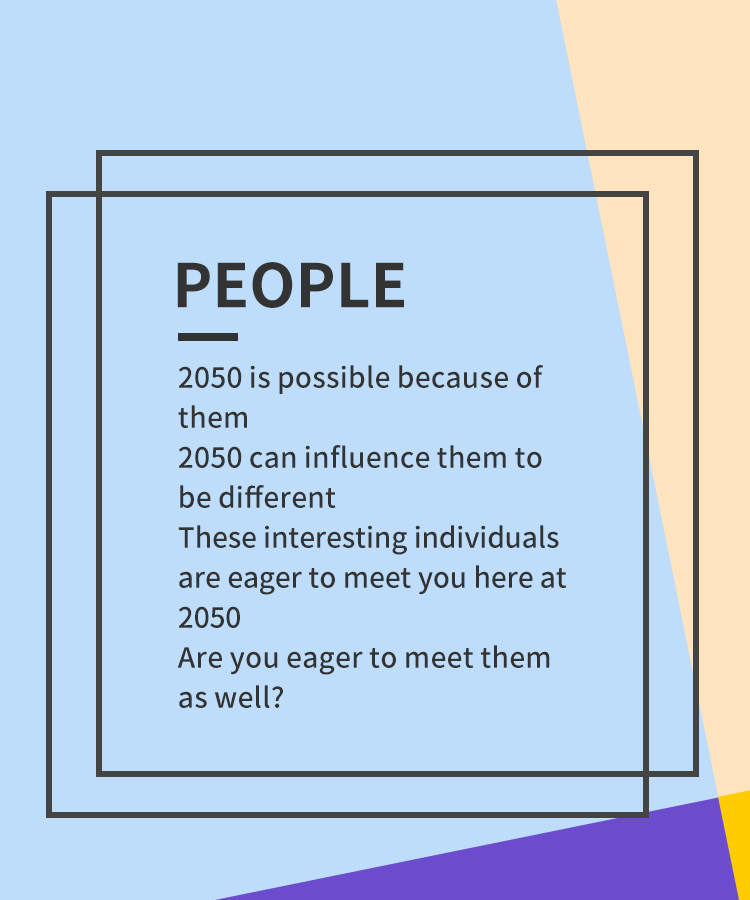 PEOPLE
2050 is possible because of
them
2050 can influence them to
be different
These interesting individuals
are eager to meet you here at
2050
Are you eager to meet them
as well?